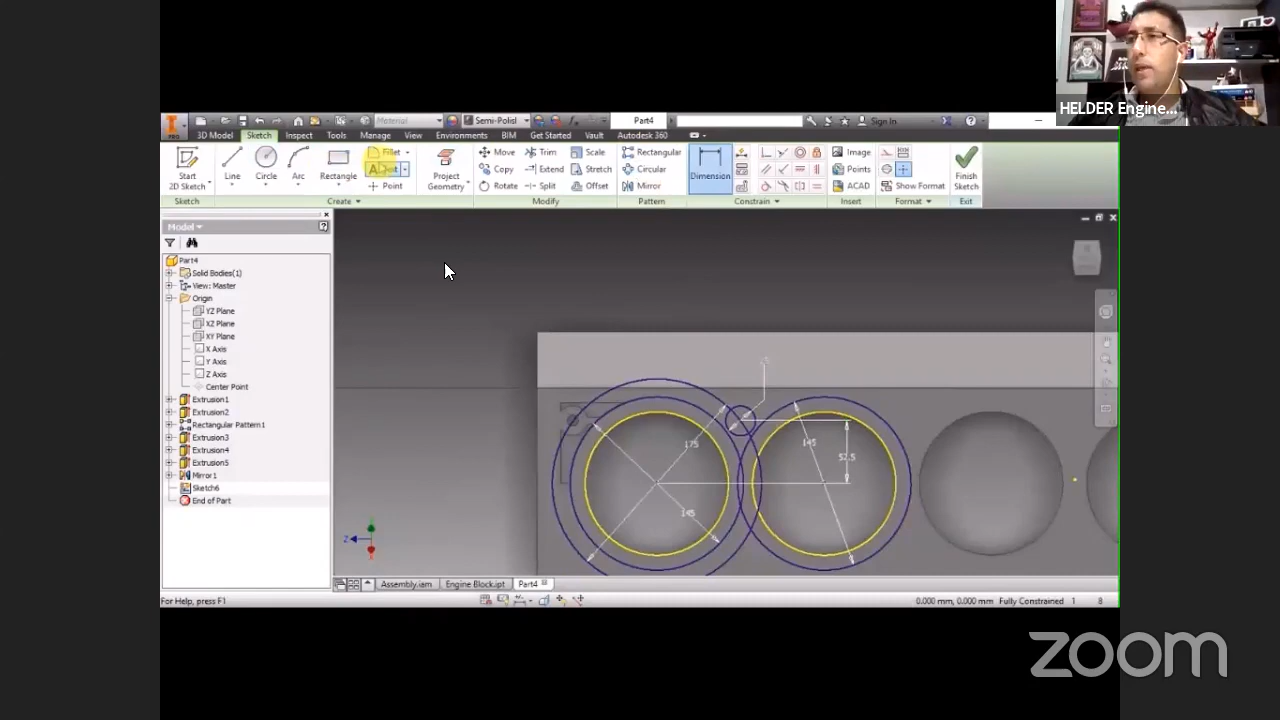 HELDER Engine...
PRO
Material
Semi-Polisl
Part4
Sign In
3D Model Sketch Inspect Tools Manage View Environments BIM Get Started Vault Autodesk 360
Start
2D Sketch
Line
Circle
Arc
Rectangle
Fillet
Text
Point
Project
Geometry
Move
Copy
Rotate
Trim
Extend
Split
Scale
Stretch
Offset
Rectangular
Circular
Mirror
Dimension
Image
Points
ACAD
Show Format
Finish
Sketch
Sketch Create Modify Pattern Constrain Insert Format Exit
Model
Part4
Solid Bodies(1)
View: Master
Origin
YZ Plane
XZ Plane
XY Plane
X Axis
Y Axis
Z Axis
Center Point
Extrusion1
Extrusion2
Rectangular Pattern1
Extrusion3
Extrusion4
Extrusion5
Mirror1
Sketch6
End of Part
175
145
145
52.5
Z
Assembly.iam Engine Block.ipt Part4
For Help, press F1
0.000 mm, 0.000 mm Fully Constrained 1 8
zoom